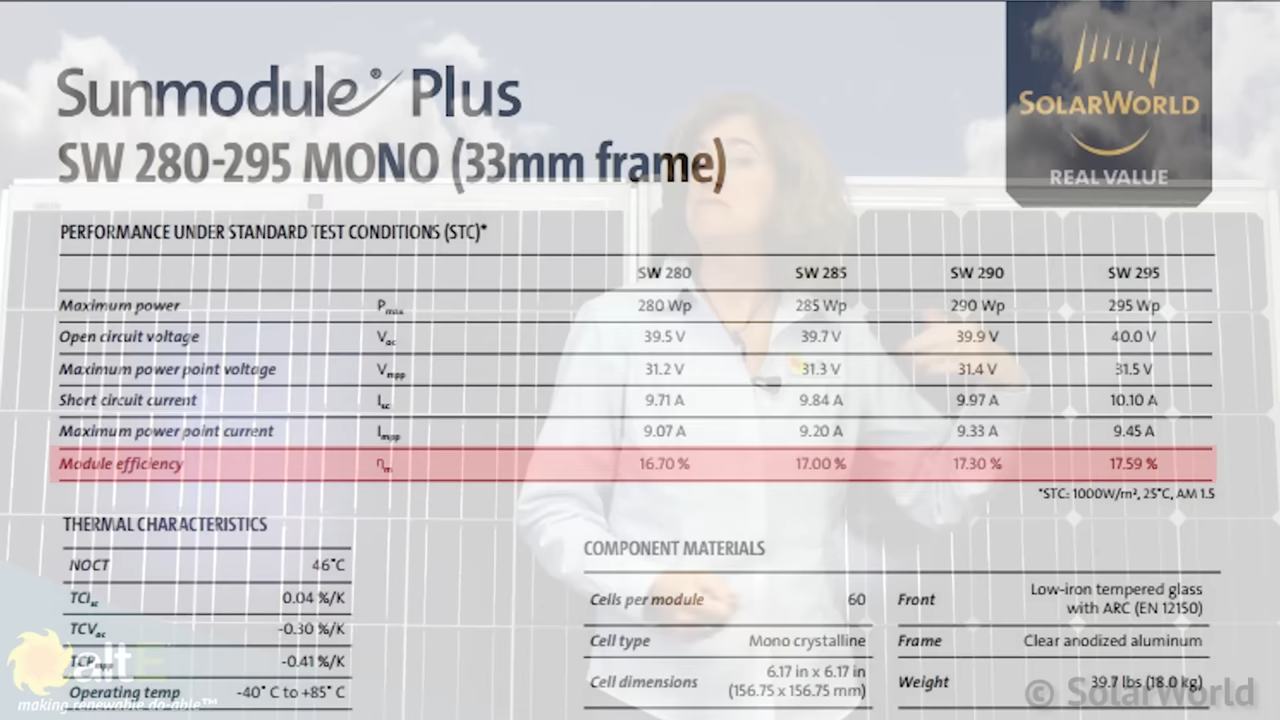 Sunmodule® Plus
SW 280-295 MONO (33mm frame)
SOLARWORLD
REAL VALUE
PERFORMANCE UNDER STANDARD TEST CONDITIONS (STC)*
SW 280 SW 285 SW 290 SW 295
Maximum power Pmax 280 Wp 285 Wp 290 Wp 295 Wp
Open circuit voltage Voc 39.5 V 39.7 V 39.9 V 40.0 V
Maximum power point voltage Vmpp 31.2 V 31.3 V 31.4 V 31.5 V
Short circuit current Isc 9.71 A 9.84 A 9.97 A 10.10 A
Maximum power point current Impp 9.07 A 9.20 A 9.33 A 9.45 A
Module efficiency ηm 16.70 % 17.00 % 17.30 % 17.59 %
*STC: 1000W/m², 25°C, AM 1.5
THERMAL CHARACTERISTICS
NOCT 46°C
TCIsc 0.04 %/K
TCVoc -0.30 %/K
TCPmpp -0.41 %/K
Operating temp -40° C to +85° C
COMPONENT MATERIALS
Cells per module 60
Cell type Mono crystalline
Cell dimensions 6.17 in x 6.17 in
(156.75 x 156.75 mm)
Front Low-iron tempered glass
with ARC (EN 12150)
Frame Clear anodized aluminum
Weight 39.7 lbs (18.0 kg)
altE
making renewable do-able™
© SolarWorld